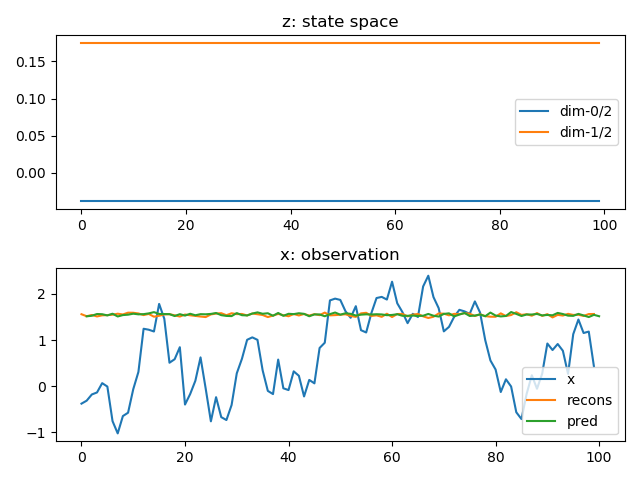 z: state space
0.15
0.10
0.05
0.00
dim-0/2
dim-1/2
0 20 40 60 80 100
x: observation
2
1
0
−1
x
recons
pred
0 20 40 60 80 100